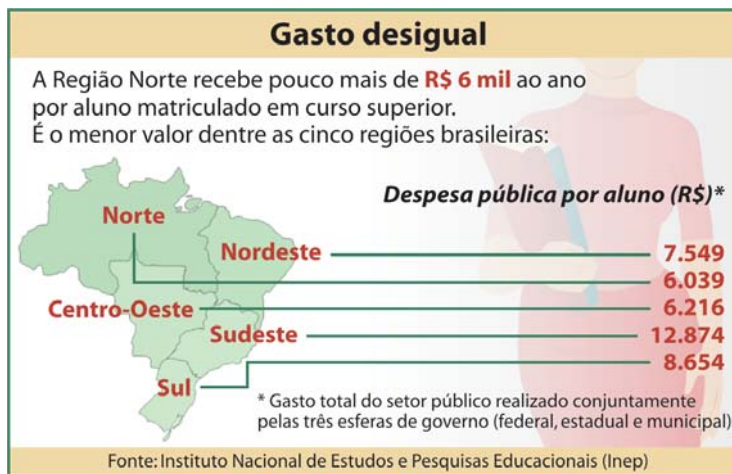 Gasto desigual
A Região Norte recebe pouco mais de R$ 6 mil ao ano
por aluno matriculado em curso superior.
É o menor valor dentre as cinco regiões brasileiras:
Despesa pública por aluno (R$)*
Norte
Nordeste 7.549
6.039
Centro-Oeste 6.216
Sudeste 12.874
8.654
Sul
* Gasto total do setor público realizado conjuntamente
pelas três esferas de governo (federal, estadual e municipal)
Fonte: Instituto Nacional de Estudos e Pesquisas Educacionais (Inep)